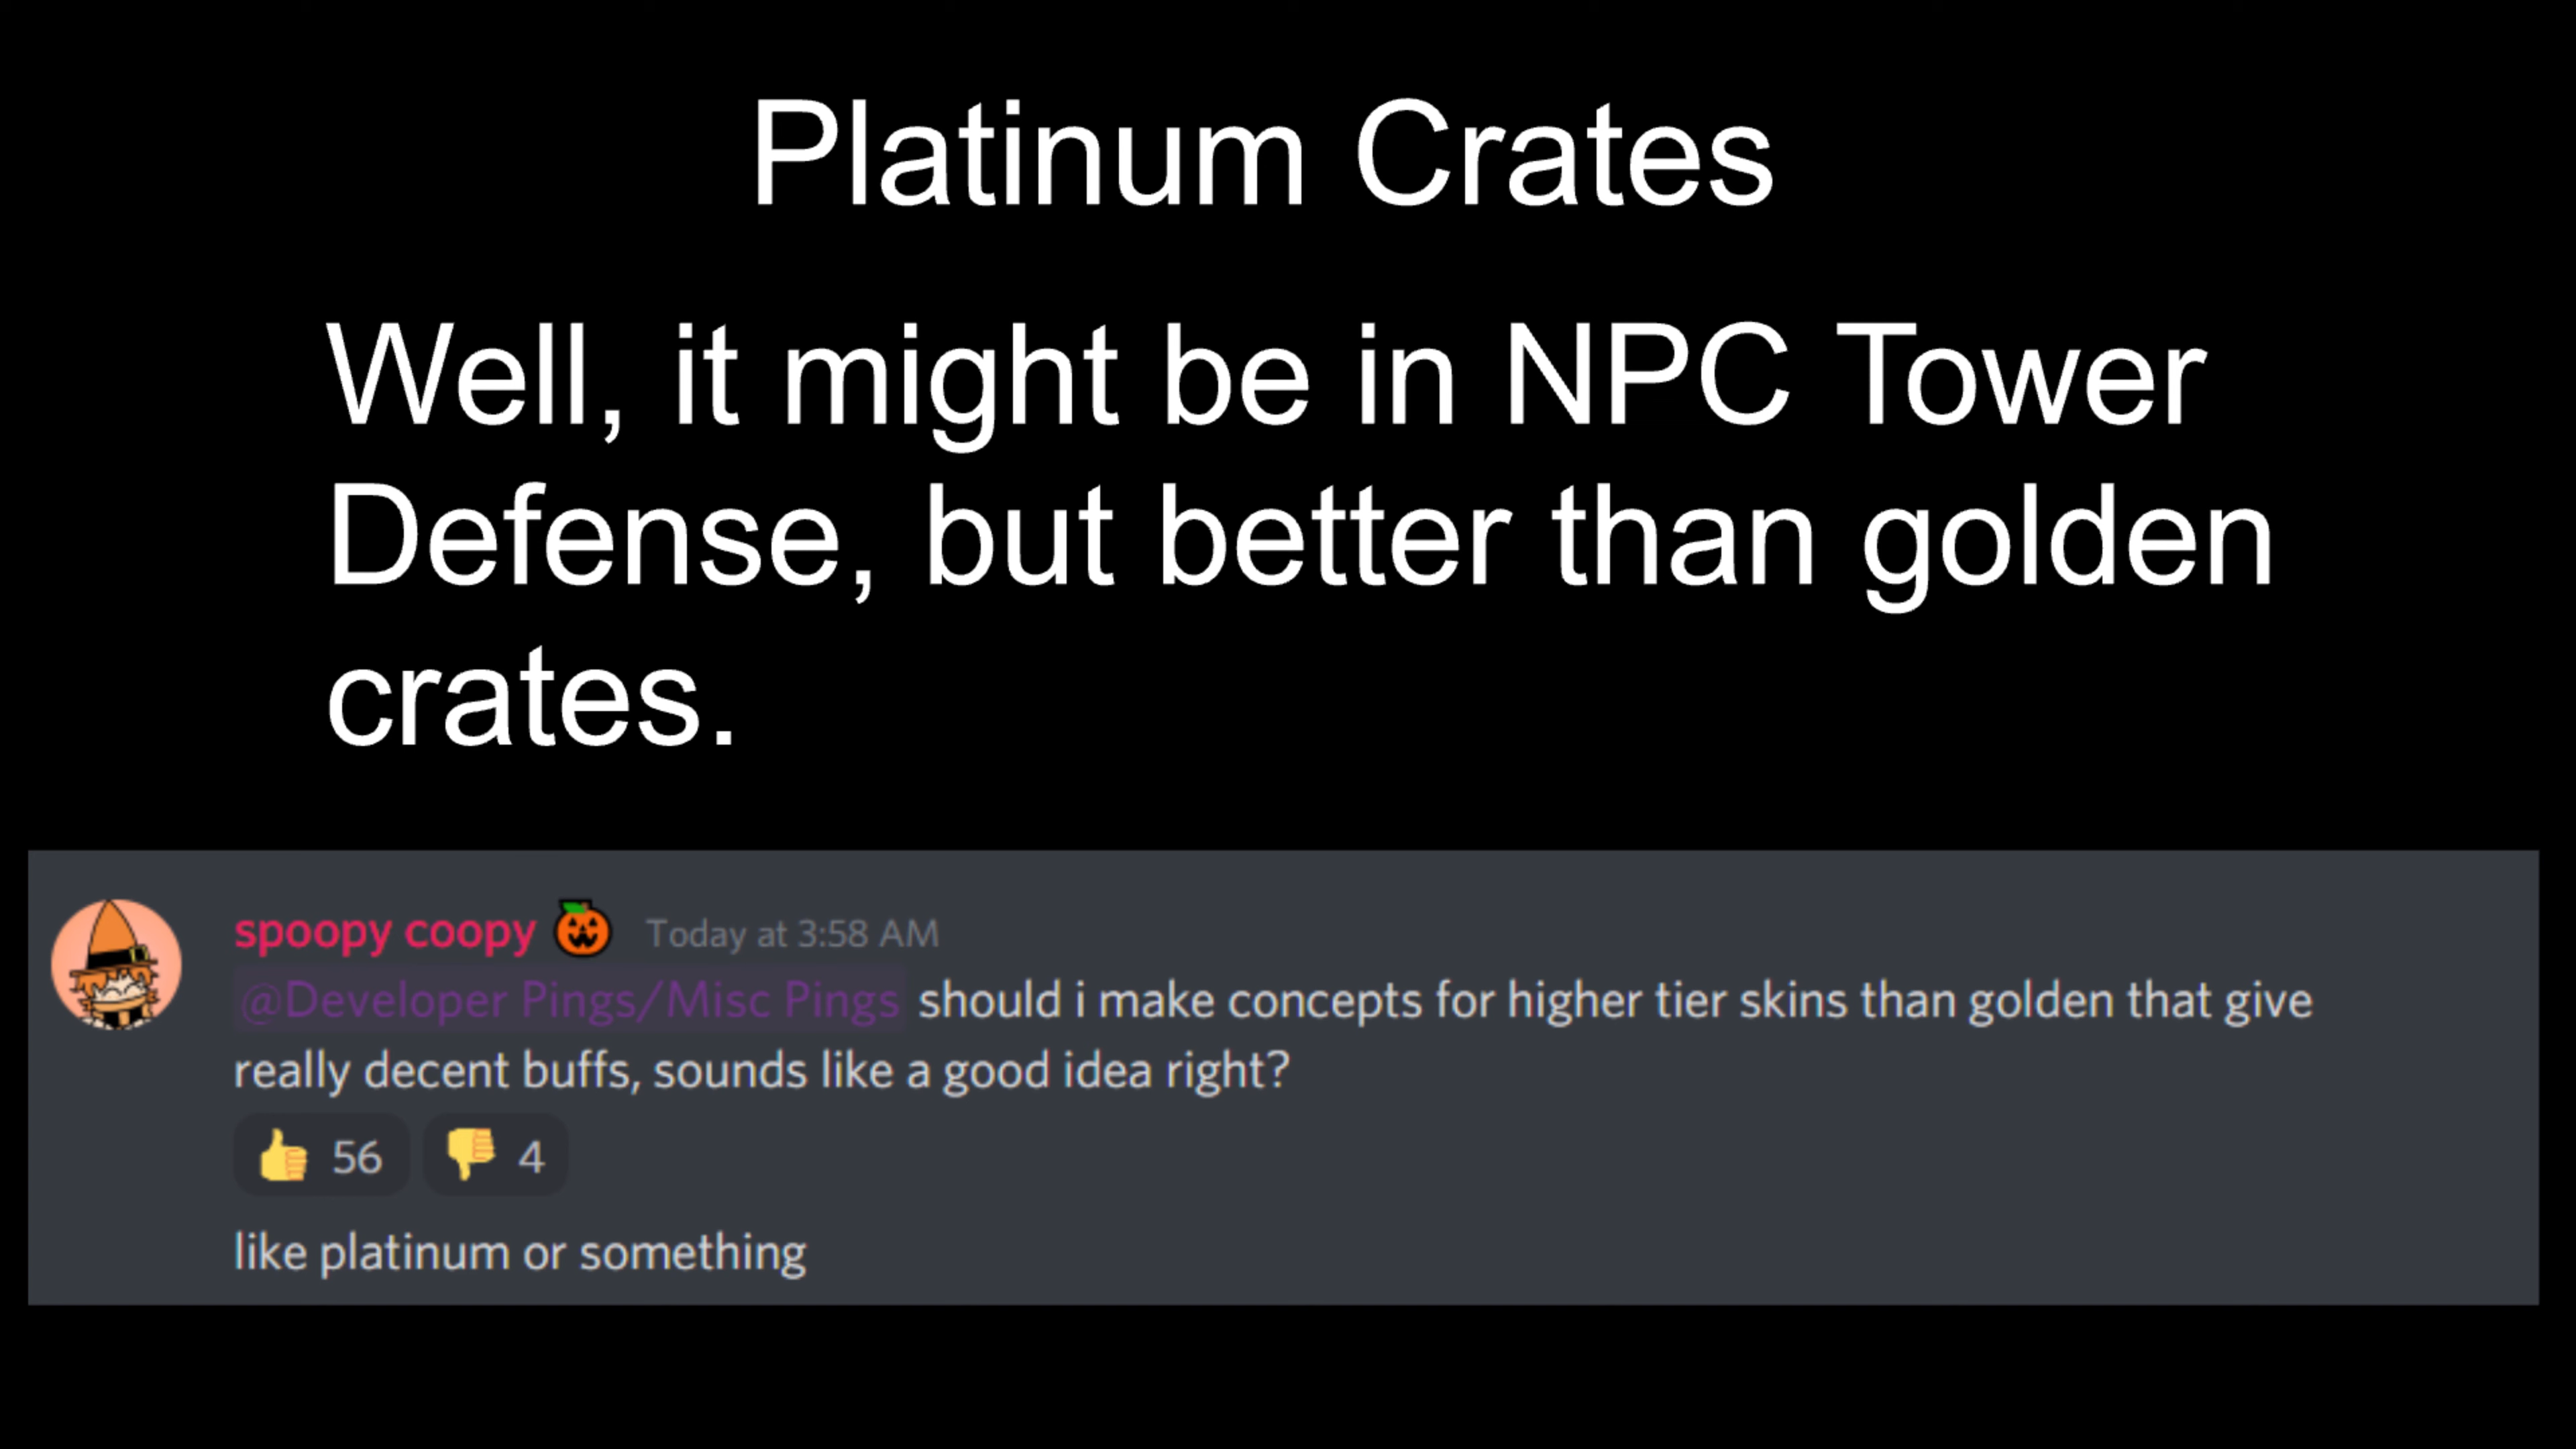 Platinum Crates
Well, it might be in NPC Tower
Defense, but better than golden
crates.
spoopy coopy 🎃 Today at 3:58 AM
@Developer Pings/Misc Pings should i make concepts for higher tier skins than golden that give
really decent buffs, sounds like a good idea right?
👍 56 👎 4
like platinum or something